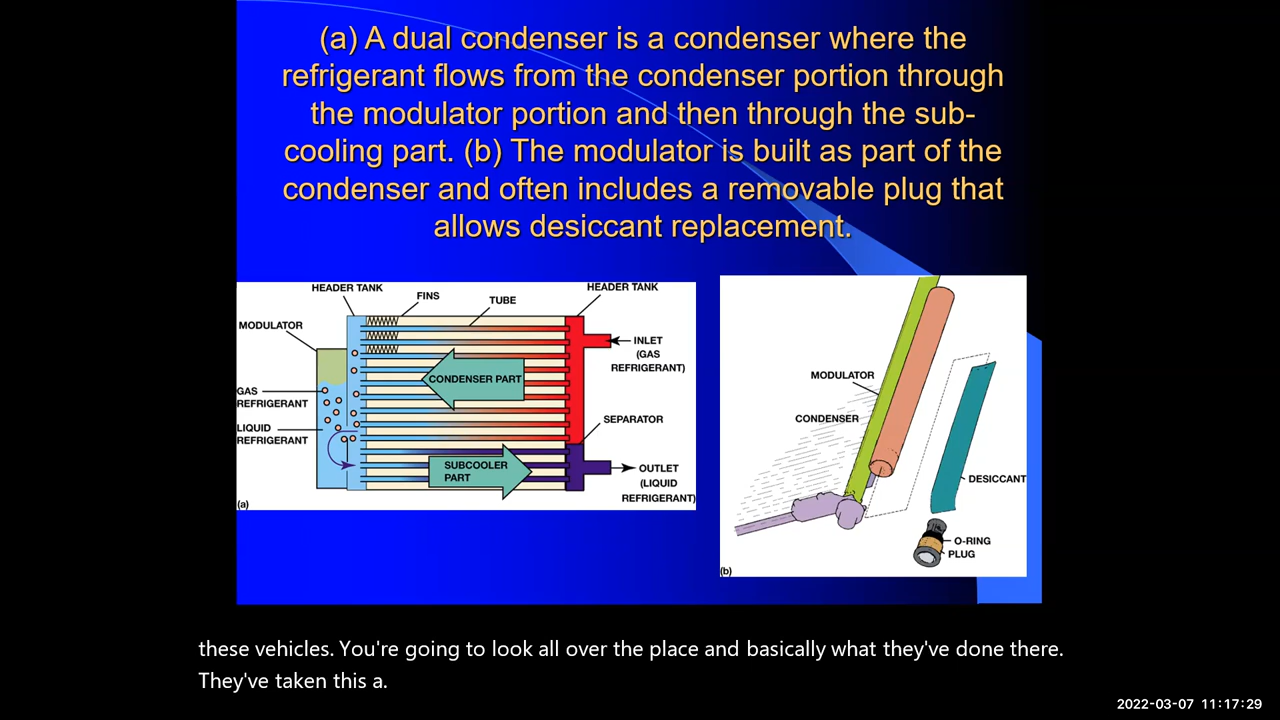 (a) A dual condenser is a condenser where the
refrigerant flows from the condenser portion through
the modulator portion and then through the sub-
cooling part. (b) The modulator is built as part of the
condenser and often includes a removable plug that
allows desiccant replacement.
HEADER TANK
FINS
TUBE
HEADER TANK
MODULATOR
INLET
(GAS
REFRIGERANT)
CONDENSER PART
GAS
REFRIGERANT
LIQUID
REFRIGERANT
SEPARATOR
SUBCOOLER
PART
OUTLET
(LIQUID
REFRIGERANT)
(a)
MODULATOR
CONDENSER
DESICCANT
O-RING
PLUG
(b)
these vehicles. You're going to look all over the place and basically what they've done there.
They've taken this a.
2022-03-07 11:17:29